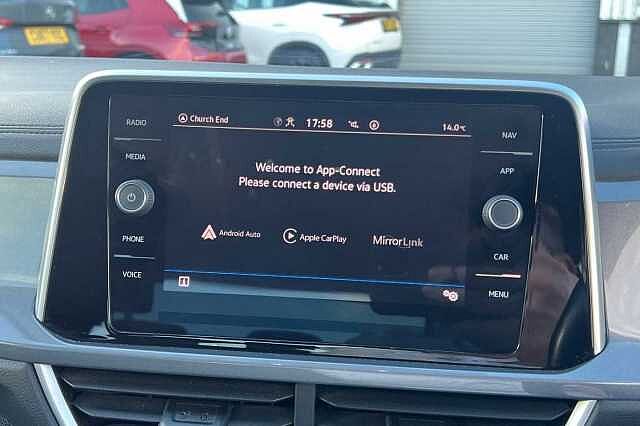 RADIO
MEDIA
PHONE
VOICE
Church End
17:58
14.0°C
Welcome to App-Connect
Please connect a device via USB.
Android Auto
Apple CarPlay
MirrorLink
NAV
APP
CAR
MENU